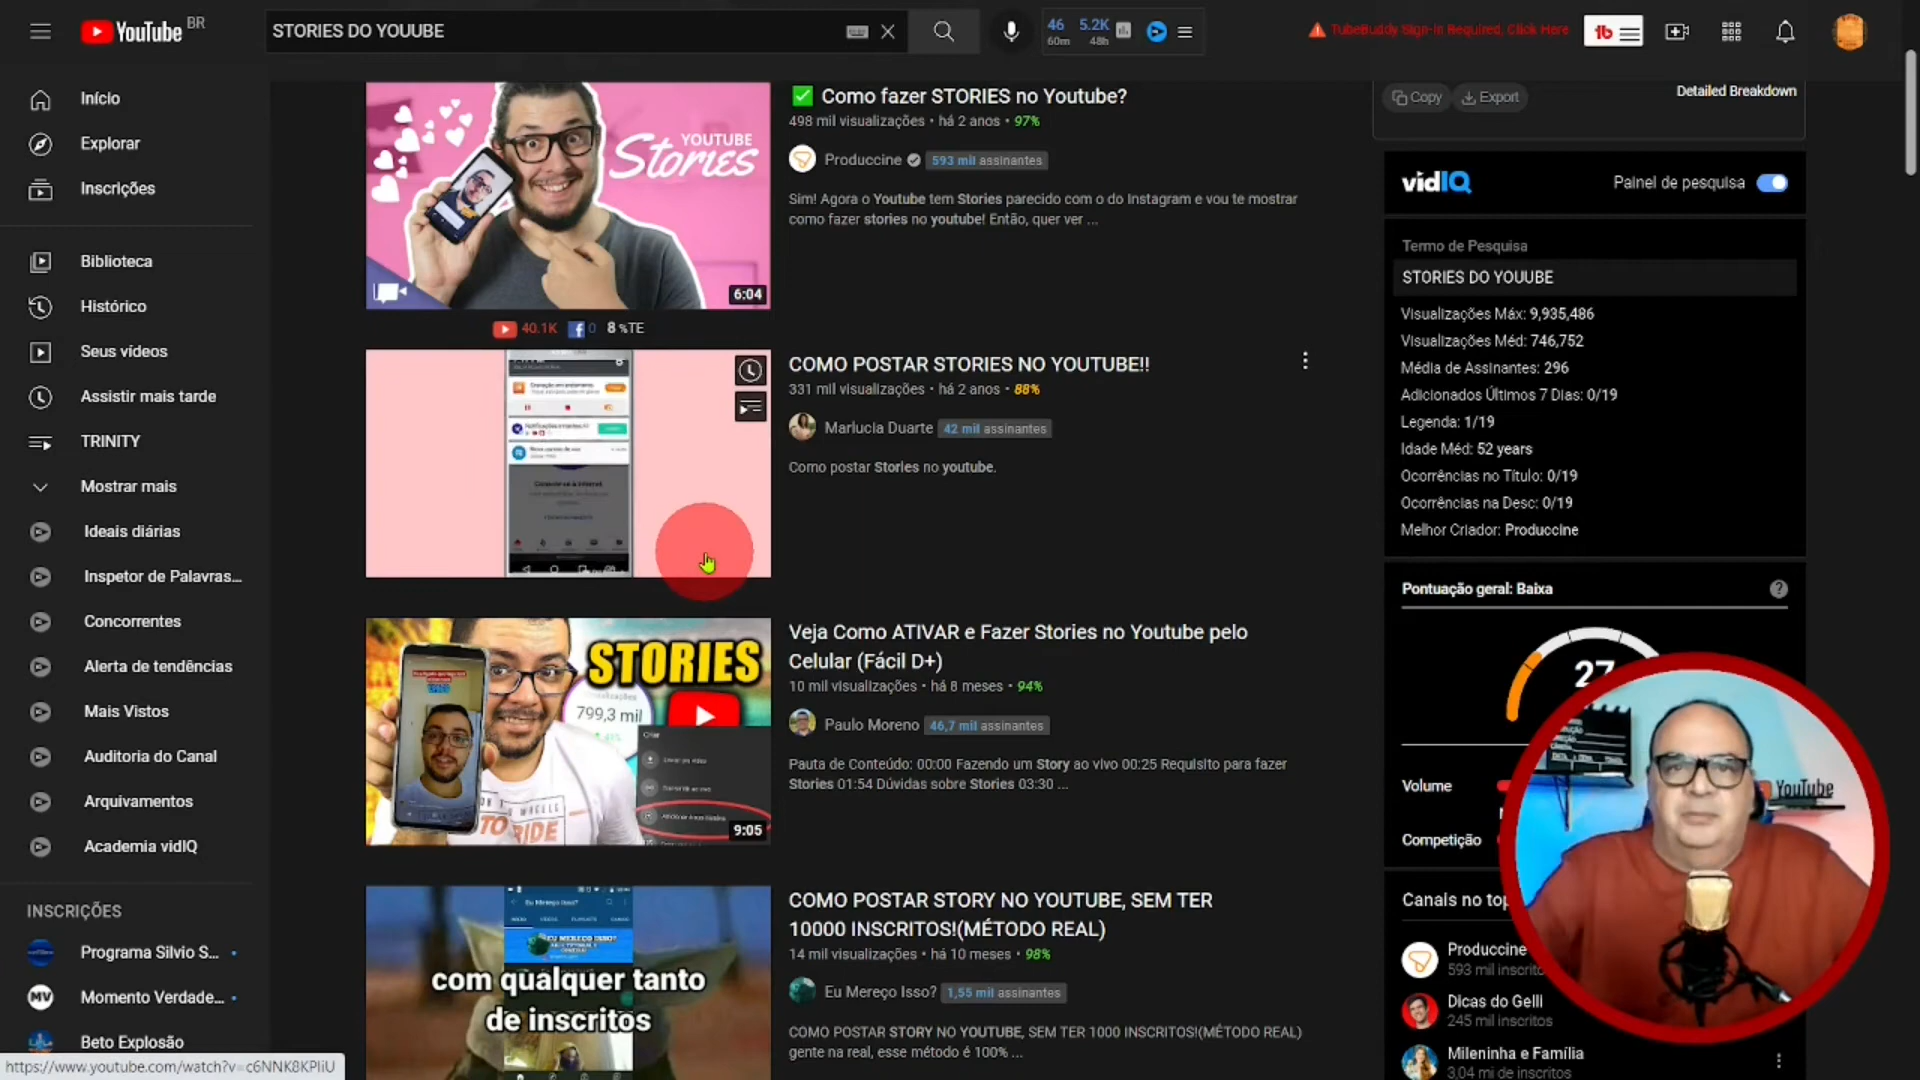 YouTube BR
STORIES DO YOUUBE
46 60m
5.2K 48h
TubeBuddy Sign-in Required, Click Here
tb
Início
Explorar
Inscrições
Biblioteca
Histórico
Seus vídeos
Assistir mais tarde
TRINITY
Mostrar mais
Ideais diárias
Inspetor de Palavras...
Concorrentes
Alerta de tendências
Mais Vistos
Auditoria do Canal
Arquivamentos
Academia vidIQ
INSCRIÇÕES
Programa Silvio S...
MV
Momento Verdade...
Beto Explosão
https://www.youtube.com/watch?v=c6NNK8KPIiU
YOUTUBE
Stories
6:04
✅ Como fazer STORIES no Youtube?
498 mil visualizações • há 2 anos • 97%
Produccine 593 mil assinantes
Sim! Agora o Youtube tem Stories parecido com o do Instagram e vou te mostrar
como fazer stories no youtube! Então, quer ver ...
40.1K 0 8 %TE
COMO POSTAR STORIES NO YOUTUBE!!
331 mil visualizações • há 2 anos • 88%
Marlucia Duarte 42 mil assinantes
Como postar Stories no youtube.
STORIES
799,3 mil
Criar
9:05
Veja Como ATIVAR e Fazer Stories no Youtube pelo
Celular (Fácil D+)
10 mil visualizações • há 8 meses • 94%
Paulo Moreno 46,7 mil assinantes
Pauta de Conteúdo: 00:00 Fazendo um Story ao vivo 00:25 Requisito para fazer
Stories 01:54 Dúvidas sobre Stories 03:30 ...
Eu Mereço Isso?
com qualquer tanto
de inscritos
COMO POSTAR STORY NO YOUTUBE, SEM TER
10000 INSCRITOS!(MÉTODO REAL)
14 mil visualizações • há 10 meses • 98%
Eu Mereço Isso? 1,55 mil assinantes
COMO POSTAR STORY NO YOUTUBE, SEM TER 1000 INSCRITOS!(MÉTODO REAL)
gente na real, esse método é 100% ...
Copy
Export
Detailed Breakdown
vidIQ
Painel de pesquisa
Termo de Pesquisa
STORIES DO YOUUBE
Visualizações Máx: 9,935,486
Visualizações Méd: 746,752
Média de Assinantes: 296
Adicionados Últimos 7 Dias: 0/19
Legenda: 1/19
Idade Méd: 52 years
Ocorrências no Título: 0/19
Ocorrências na Desc: 0/19
Melhor Criador: Produccine
Pontuação geral: Baixa
27
Volume
Competição
YouTube
Canals no top
Produccine
593 mil inscrito
Dicas do Gelli
245 mil inscritos
Mileninha e Família
3,04 mi de inscritos